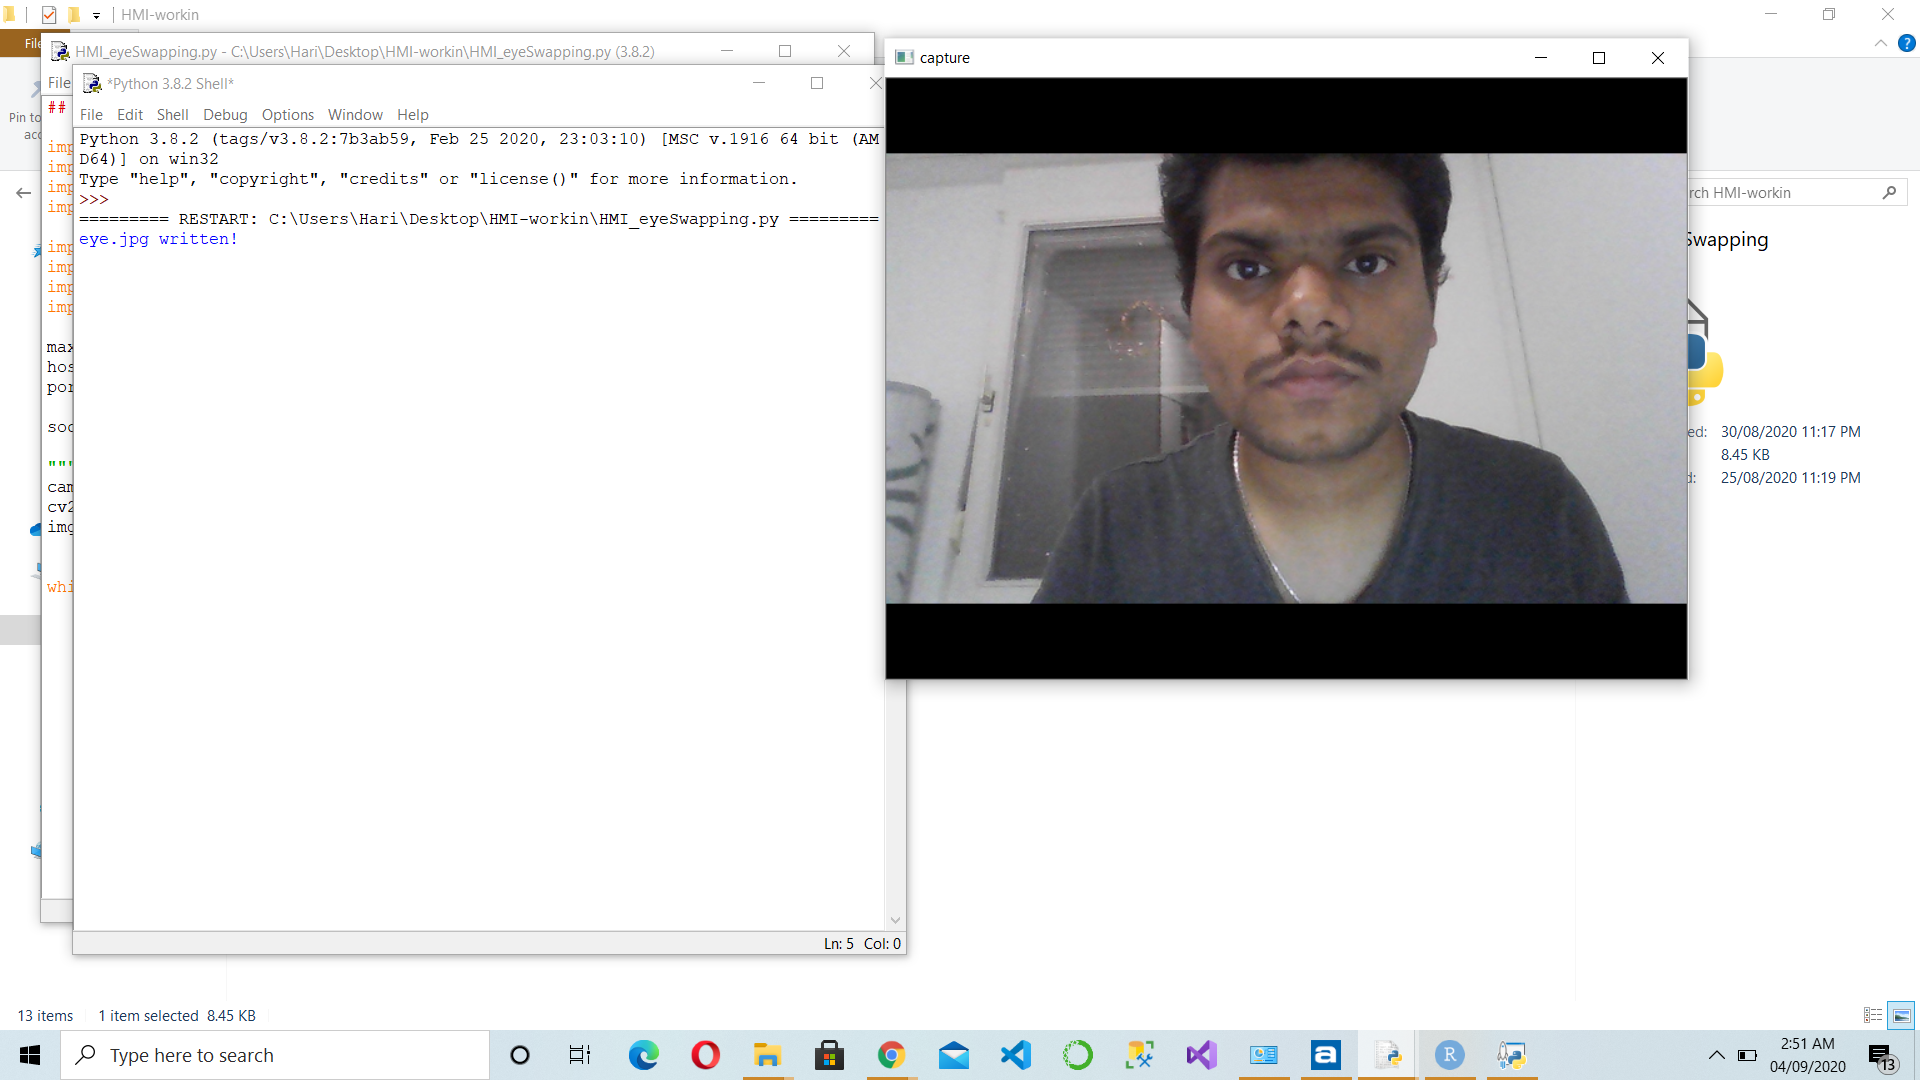 HMI-workin
File
HMI_eyeSwapping.py - C:\Users\Hari\Desktop\HMI-workin\HMI_eyeSwapping.py (3.8.2)
File
*Python 3.8.2 Shell*
File Edit Shell Debug Options Window Help
Python 3.8.2 (tags/v3.8.2:7b3ab59, Feb 25 2020, 23:03:10) [MSC v.1916 64 bit (AM
D64)] on win32
Type "help", "copyright", "credits" or "license()" for more information.
>>>
========= RESTART: C:\Users\Hari\Desktop\HMI-workin\HMI_eyeSwapping.py =========
eye.jpg written!
Ln: 5 Col: 0
##
imp
imp
imp
imp
imp
imp
imp
imp
max
hos
por
soc
"""
cam
cv2
img
whi
Pin to
capture
rch HMI-workin
Swapping
ed: 30/08/2020 11:17 PM
8.45 KB
d: 25/08/2020 11:19 PM
13 items 1 item selected 8.45 KB
Type here to search
2:51 AM
04/09/2020
13